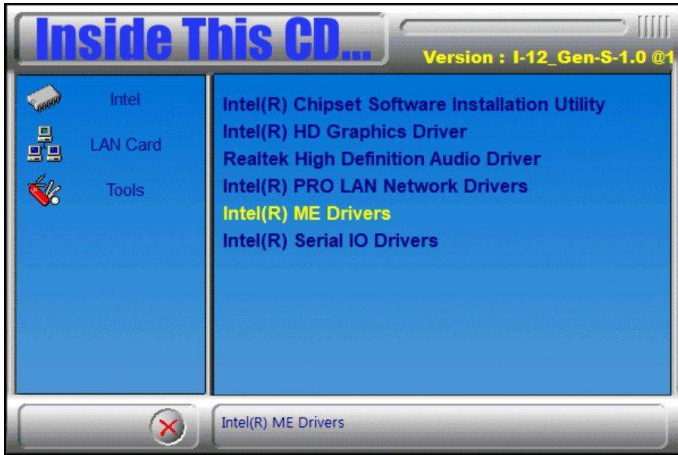 Inside This CD...
Version : I-12_Gen-S-1.0 @1
Intel
LAN Card
Tools
Intel(R) Chipset Software Installation Utility
Intel(R) HD Graphics Driver
Realtek High Definition Audio Driver
Intel(R) PRO LAN Network Drivers
Intel(R) ME Drivers
Intel(R) Serial IO Drivers
Intel(R) ME Drivers